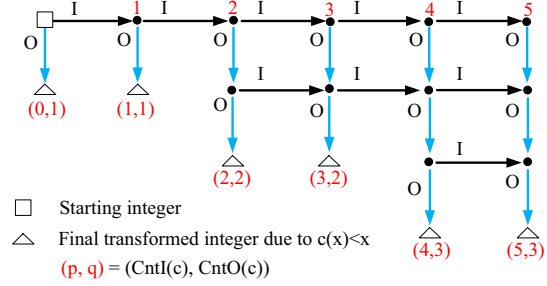 I 1 I 2 I 3 I 4 I 5
O O O O O O
I I I
O O O O
(0,1) (1,1)
I
(2,2) (3,2)
O O
(4,3) (5,3)
Starting integer
Final transformed integer due to c(x)<x
(p, q) = (CntI(c), CntO(c))